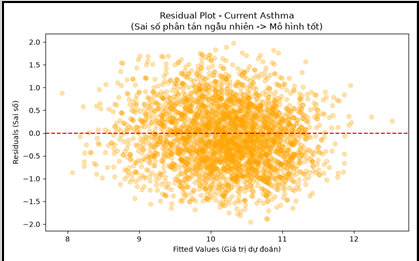 Residual Plot - Current Asthma
(Sai số phân tán ngẫu nhiên -> Mô hình tốt)
2.0
1.5
1.0
0.5
0.0
−0.5
−1.0
−1.5
−2.0
Residuals (Sai số)
8 9 10 11 12
Fitted Values (Giá trị dự đoán)